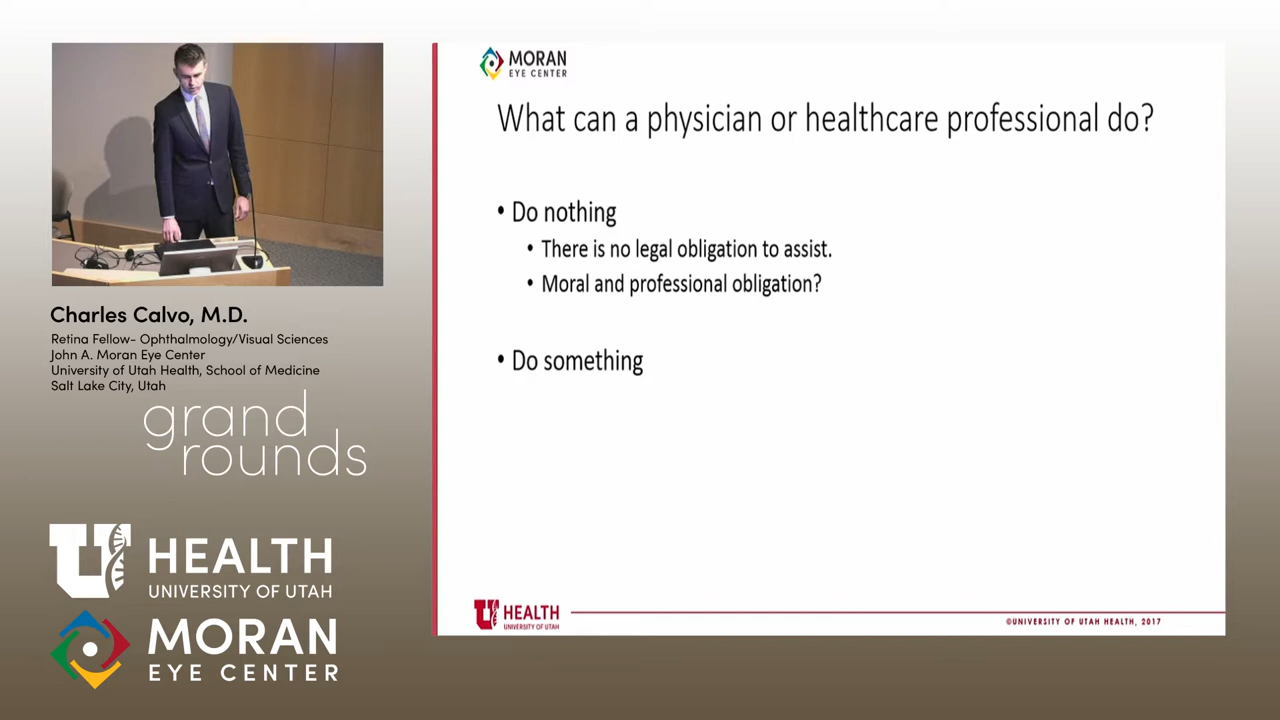 MORAN
EYE CENTER
What can a physician or healthcare professional do?
• Do nothing
• There is no legal obligation to assist.
• Moral and professional obligation?
• Do something
HEALTH
UNIVERSITY OF UTAH
©UNIVERSITY OF UTAH HEALTH, 2017
Charles Calvo, M.D.
Retina Fellow- Ophthalmology/Visual Sciences
John A. Moran Eye Center
University of Utah Health, School of Medicine
Salt Lake City, Utah
grand
rounds
U HEALTH
UNIVERSITY OF UTAH
MORAN
EYE CENTER